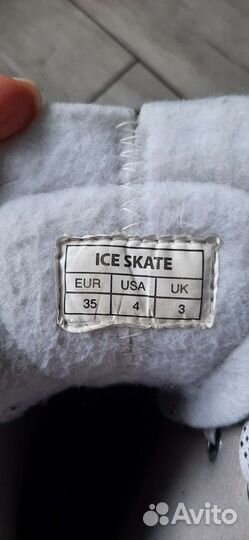 ICE SKATE
EUR USA UK
35 4 3
Avito